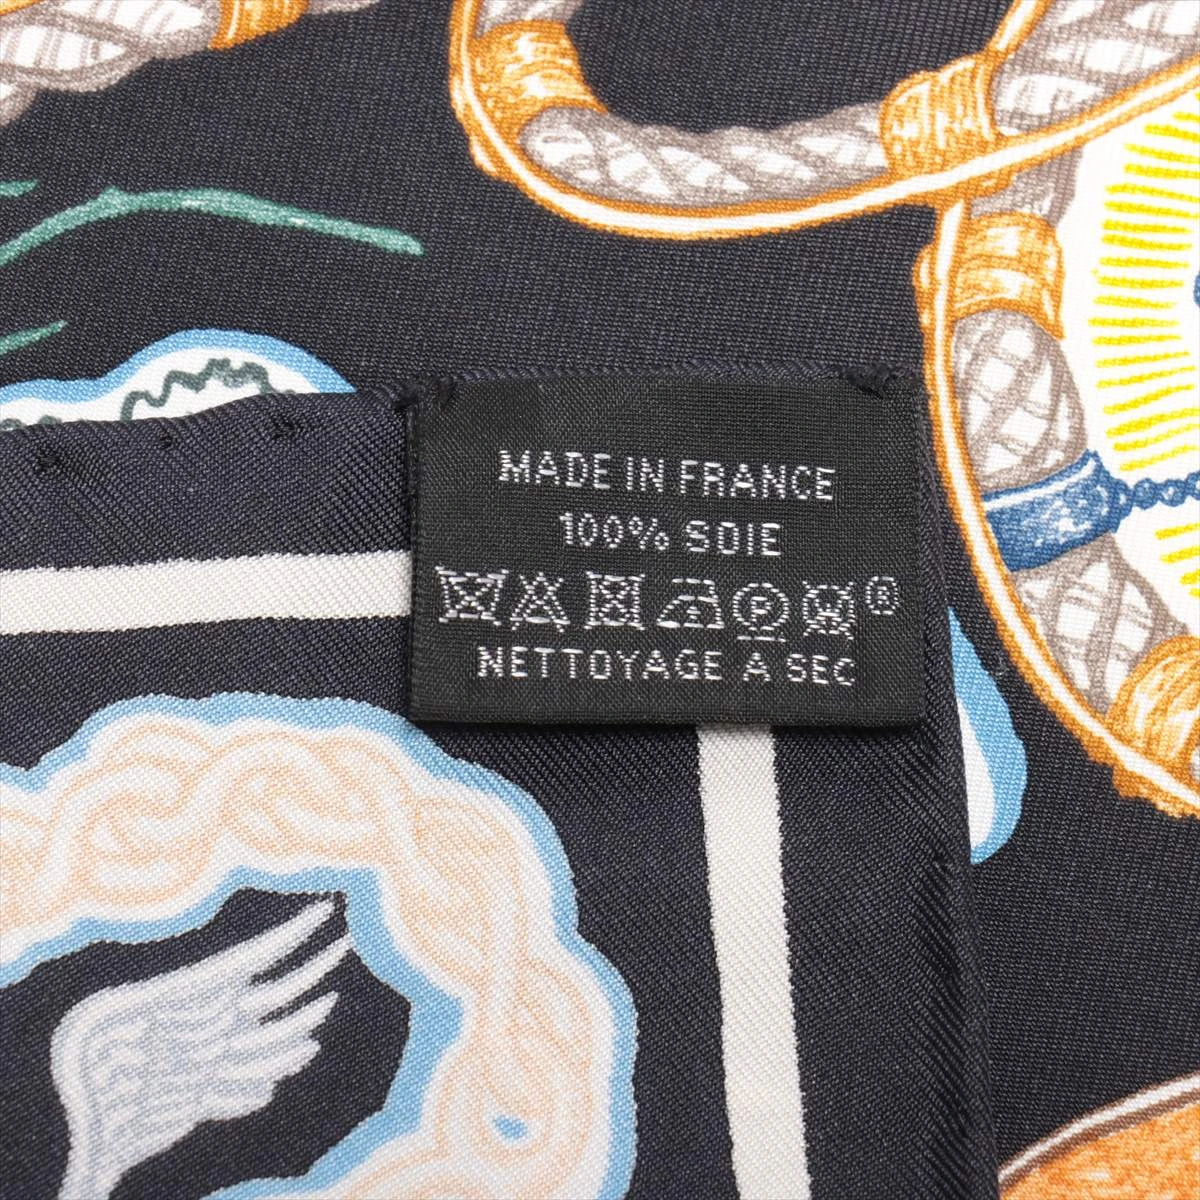 MADE IN FRANCE
100% SOIE
P W ®
NETTOYAGE A SEC